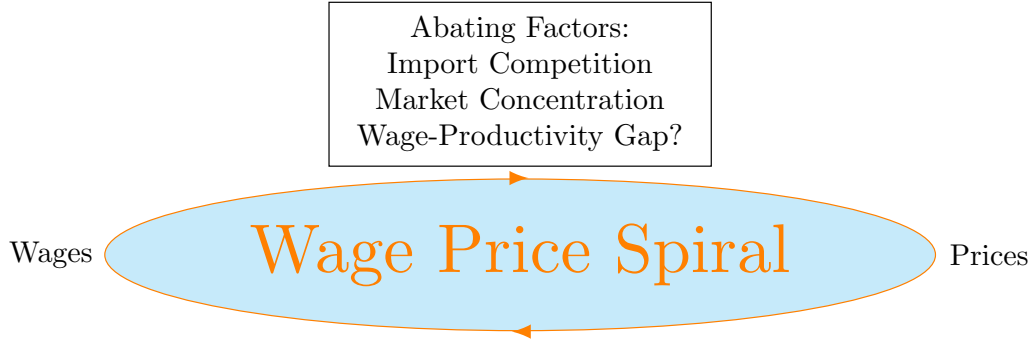 Abating Factors:
Import Competition
Market Concentration
Wage-Productivity Gap?
Wages
Wage Price Spiral
Prices